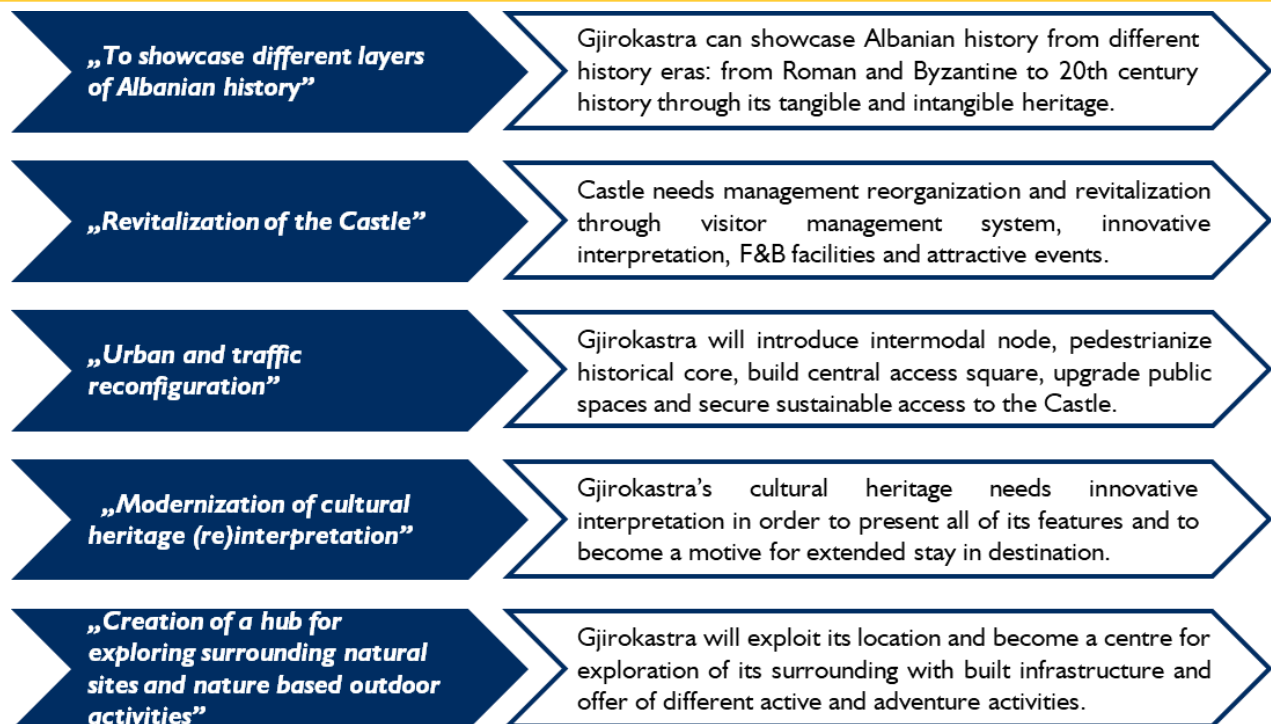 „To showcase different layers
of Albanian history”
Gjirokastra can showcase Albanian history from different
history eras: from Roman and Byzantine to 20th century
history through its tangible and intangible heritage.
„Revitalization of the Castle”
Castle needs management reorganization and revitalization
through visitor management system, innovative
interpretation, F&B facilities and attractive events.
„Urban and traffic
reconfiguration”
Gjirokastra will introduce intermodal node, pedestrianize
historical core, build central access square, upgrade public
spaces and secure sustainable access to the Castle.
„Modernization of cultural
heritage (re)interpretation”
Gjirokastra’s cultural heritage needs innovative
interpretation in order to present all of its features and to
become a motive for extended stay in destination.
„Creation of a hub for
exploring surrounding natural
sites and nature based outdoor
activities”
Gjirokastra will exploit its location and become a centre for
exploration of its surrounding with built infrastructure and
offer of different active and adventure activities.